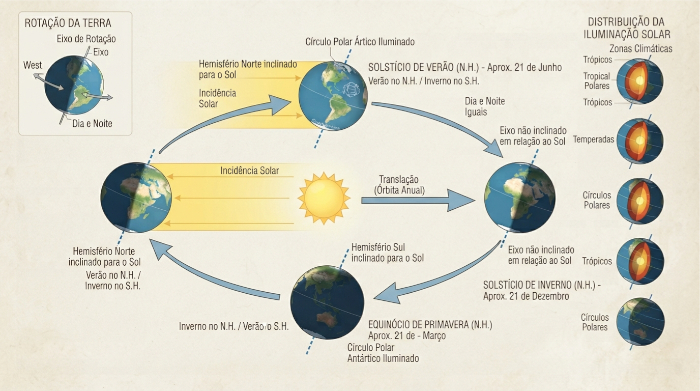 ROTAÇÃO DA TERRA
Eixo de Rotação
Eixo
West
Dia e Noite
Círculo Polar Ártico Iluminado
Hemisfério Norte inclinado
para o Sol
Incidência
Solar
SOLSTÍCIO DE VERÃO (N.H.) - Aprox. 21 de Junho
Verão no N.H. / Inverno n S.H.
Dia e Noite
Iguais
Eixo não inclinado
em relação ao Sol
Incidência Solar
Translação
(Órbita Anual)
Hemisfério Norte
inclinado para o Sol
Verão no N.H. /
Inverno no S.H.
Hemisfério Sul
inclinado para o Sol
Eixo não inclinado
em relação ao Sol
SOLSTÍCIO DE INVERNO (N.H.) -
Aprox. 21 de Dezembro
Inverno no N.H. / Verão no S.H.
EQUINÓCIO DE PRIMAVERA (N.H.)
Aprox. 21 de - Março
Círculo Polar
Antártico Iluminado
DISTRIBUIÇÃO DA
ILUMINAÇÃO SOLAR
Zonas Climáticas
Trópicos
Tropical
Polares
Trópicos
Temperadas
Círculos
Polares
Trópicos
Círculos
Polares